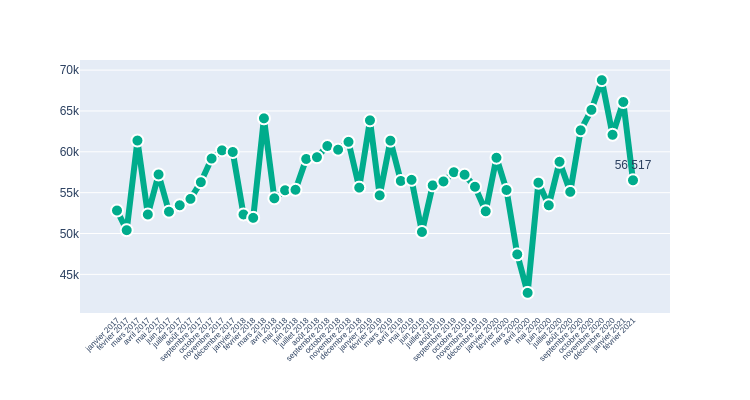 70k
65k
60k
55k
50k
45k
56 517
janvier 2017
février 2017
mars 2017
avril 2017
mai 2017
juin 2017
juillet 2017
août 2017
septembre 2017
octobre 2017
novembre 2017
décembre 2017
janvier 2018
février 2018
mars 2018
avril 2018
mai 2018
juin 2018
juillet 2018
août 2018
septembre 2018
octobre 2018
novembre 2018
décembre 2018
janvier 2019
février 2019
mars 2019
avril 2019
mai 2019
juin 2019
juillet 2019
août 2019
septembre 2019
octobre 2019
novembre 2019
décembre 2019
janvier 2020
février 2020
mars 2020
avril 2020
mai 2020
juin 2020
juillet 2020
août 2020
septembre 2020
octobre 2020
novembre 2020
décembre 2020
janvier 2021
février 2021